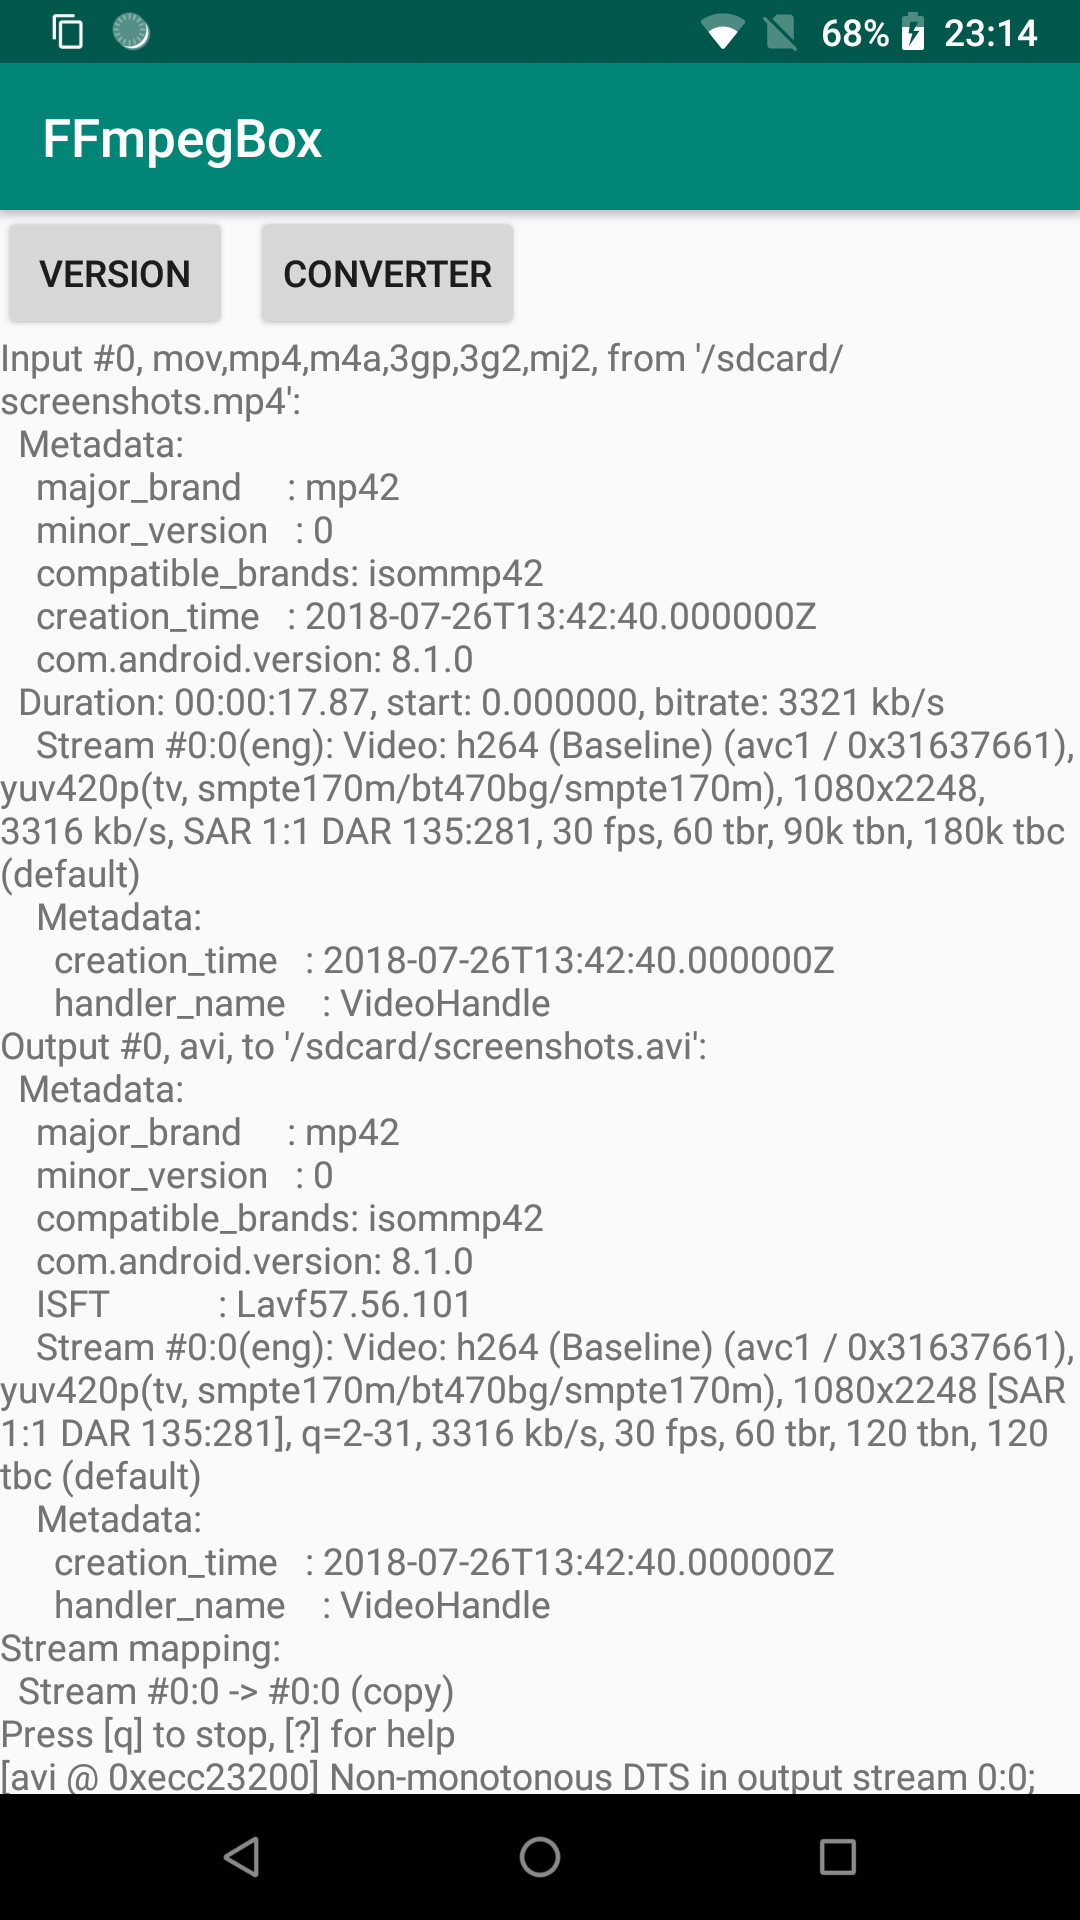 68% 23:14
FFmpegBox
VERSION CONVERTER
Input #0, mov,mp4,m4a,3gp,3g2,mj2, from '/sdcard/
screenshots.mp4':
  Metadata:
    major_brand     : mp42
    minor_version   : 0
    compatible_brands: isommp42
    creation_time   : 2018-07-26T13:42:40.000000Z
    com.android.version: 8.1.0
  Duration: 00:00:17.87, start: 0.000000, bitrate: 3321 kb/s
    Stream #0:0(eng): Video: h264 (Baseline) (avc1 / 0x31637661),
yuv420p(tv, smpte170m/bt470bg/smpte170m), 1080x2248,
3316 kb/s, SAR 1:1 DAR 135:281, 30 fps, 60 tbr, 90k tbn, 180k tbc
(default)
    Metadata:
      creation_time   : 2018-07-26T13:42:40.000000Z
      handler_name    : VideoHandle
Output #0, avi, to '/sdcard/screenshots.avi':
  Metadata:
    major_brand     : mp42
    minor_version   : 0
    compatible_brands: isommp42
    com.android.version: 8.1.0
    ISFT            : Lavf57.56.101
    Stream #0:0(eng): Video: h264 (Baseline) (avc1 / 0x31637661),
yuv420p(tv, smpte170m/bt470bg/smpte170m), 1080x2248 [SAR
1:1 DAR 135:281], q=2-31, 3316 kb/s, 30 fps, 60 tbr, 120 tbn, 120
tbc (default)
    Metadata:
      creation_time   : 2018-07-26T13:42:40.000000Z
      handler_name    : VideoHandle
Stream mapping:
  Stream #0:0 -> #0:0 (copy)
Press [q] to stop, [?] for help
[avi @ 0xecc23200] Non-monotonous DTS in output stream 0:0;